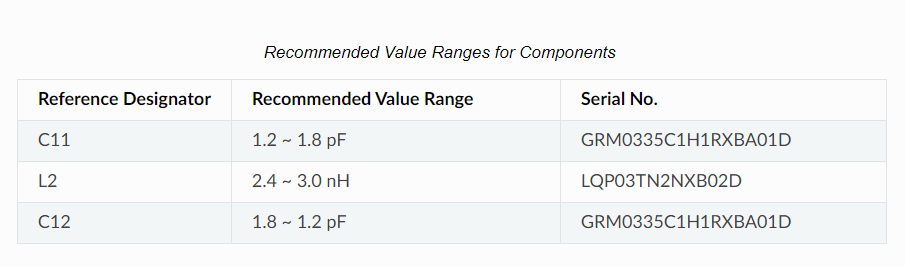 Recommended Value Ranges for Components
Reference Designator Recommended Value Range Serial No.
C11 1.2 ~ 1.8 pF GRM0335C1H1RXBA01D
L2 2.4 ~ 3.0 nH LQP03TN2NXB02D
C12 1.8 ~ 1.2 pF GRM0335C1H1RXBA01D